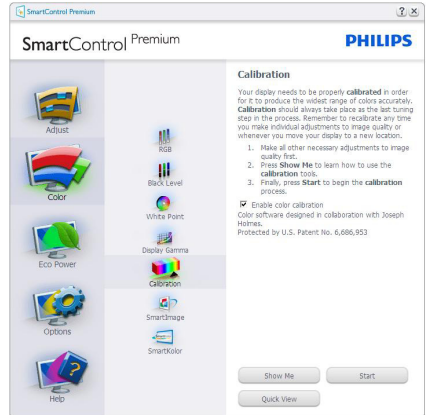 SmartControl Premium
SmartControl Premium
PHILIPS
Adjust
Color
Eco Power
Options
Help
RGB
Black Level
White Point
Display Gamma
Calibration
SmartImage
SmartKolor
Calibration
Your display needs to be properly calibrated in order
for it to produce the widest range of colors accurately.
Calibration should always take place as the last tuning
step in the process. Remember to recalibrate any time
you make individual adjustments to image quality or
whenever you move your display to a new location.
1. Make all other necessary adjustments to image
quality first.
2. Press Show Me to learn how to use the
calibration tools.
3. Finally, press Start to begin the calibration
process.
Enable color calibration
Color software designed in collaboration with Joseph
Holmes.
Protected by U.S. Patent No. 6,686,953
Show Me
Start
Quick View